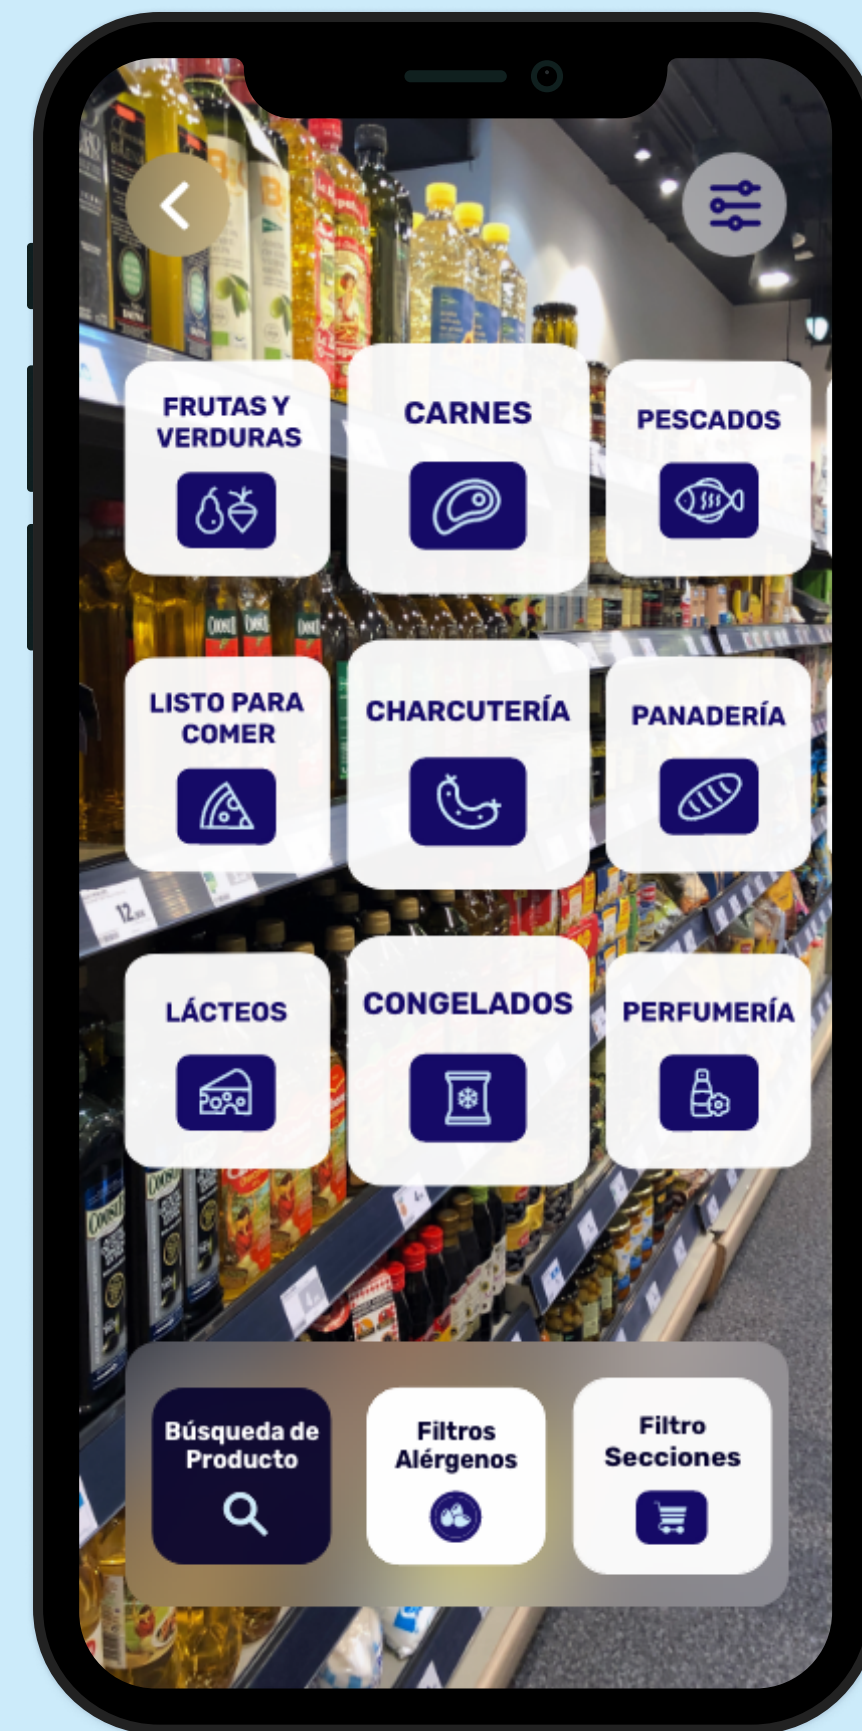 FRUTAS Y
VERDURAS
CARNES
PESCADOS
LISTO PARA
COMER
CHARCUTERÍA
PANADERÍA
12
LÁCTEOS
CONGELADOS
PERFUMERÍA
Búsqueda de
Producto
Filtros
Alérgenos
Filtro
Secciones